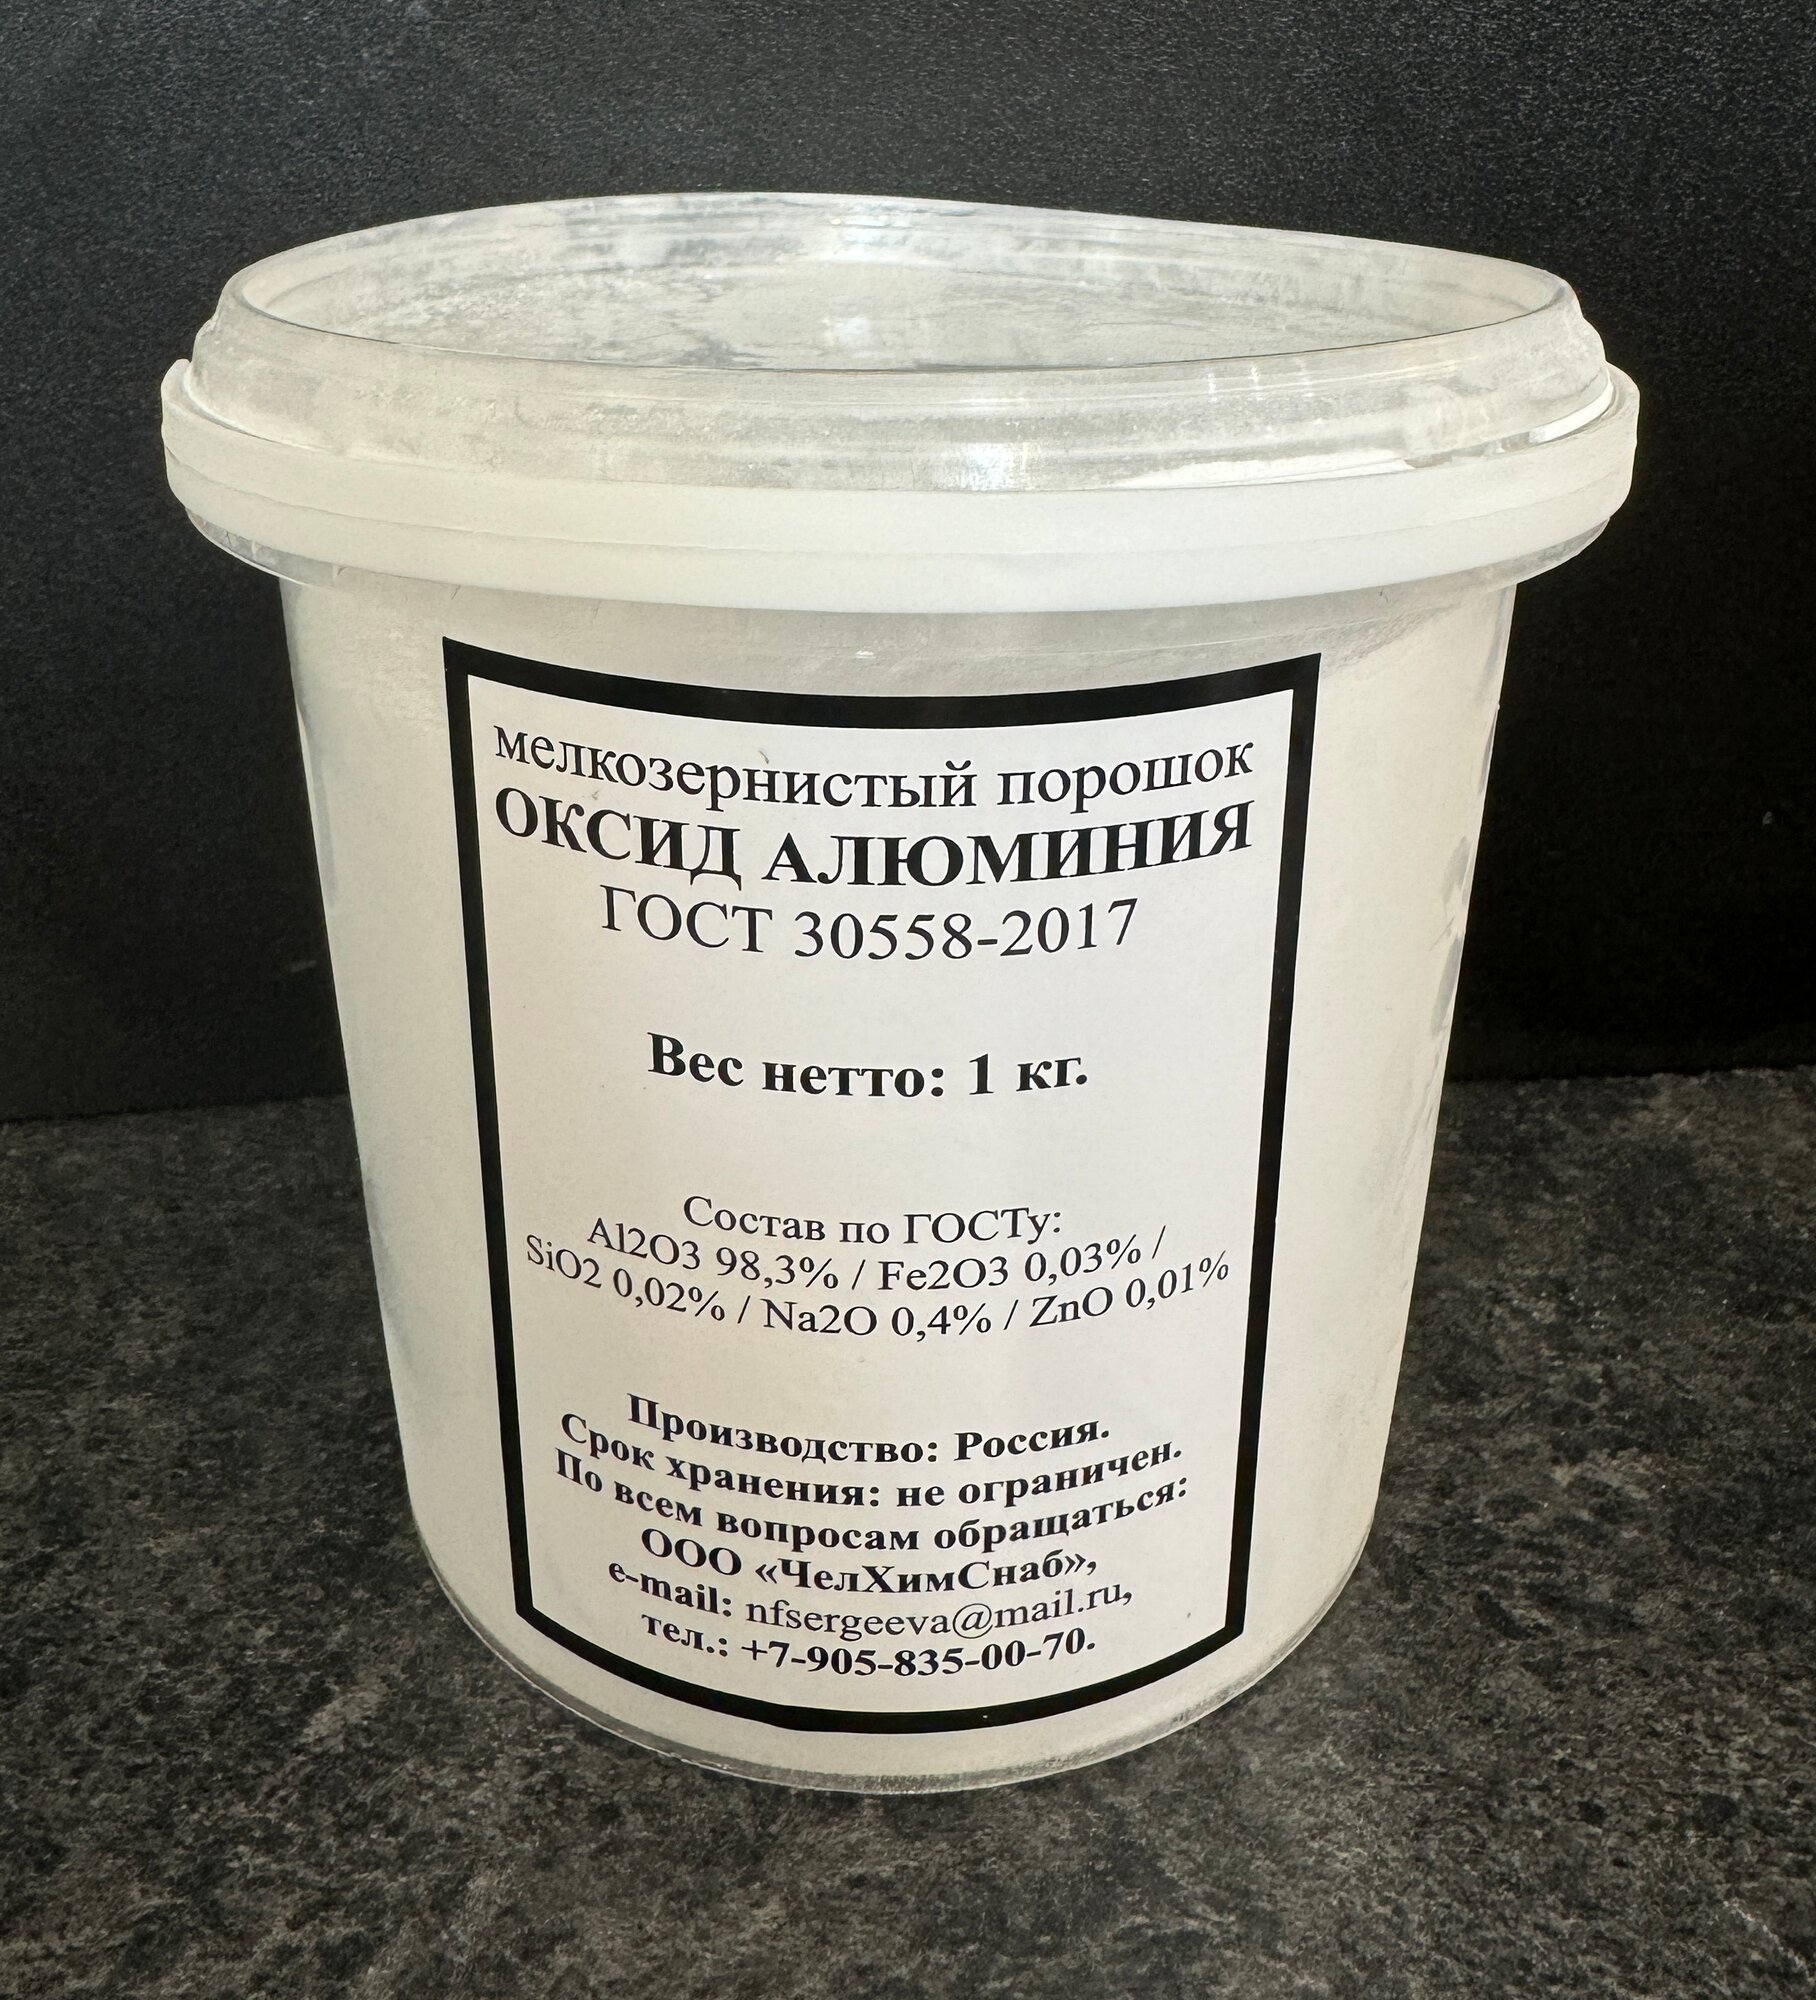 мелкозернистый порошок
ОКСИД АЛЮМИНИЯ
ГОСТ 30558-2017
Вес нетто: 1 кг.
Состав по ГОСТу:
Al2O3 98,3% / Fe2O3 0,03% /
SiO2 0,02% / Na2O 0,4% / ZnO 0,01%
Производство: Россия.
Срок хранения: не ограничен.
По всем вопросам обращаться:
ООО «ЧелХимСнаб»,
e-mail: nfsergeeva@mail.ru,
тел.: +7-905-835-00-70.